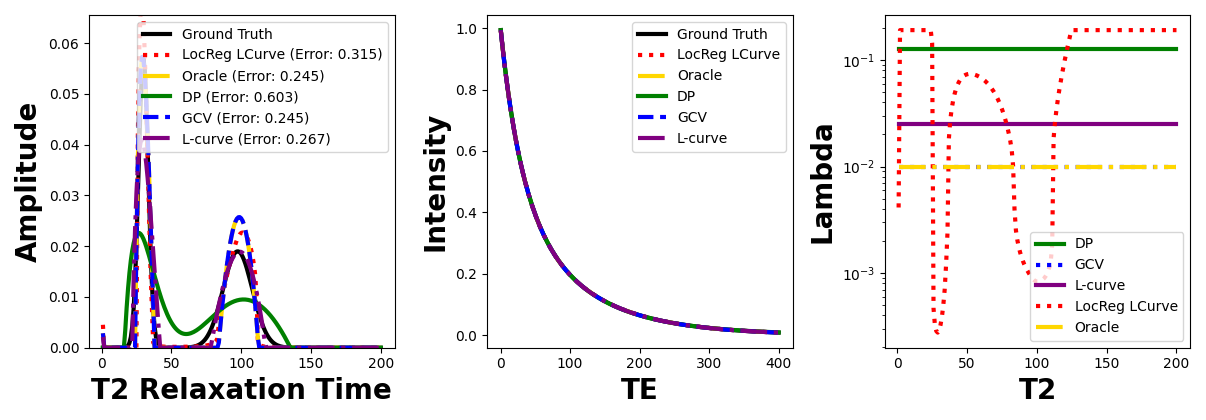 Amplitude
0.00
0.01
0.02
0.03
0.04
0.05
0.06
0
50
100
150
200
T2 Relaxation Time
Ground Truth
LocReg LCurve (Error: 0.315)
Oracle (Error: 0.245)
DP (Error: 0.603)
GCV (Error: 0.245)
L-curve (Error: 0.267)
Intensity
0.0
0.2
0.4
0.6
0.8
1.0
0
100
200
300
400
TE
Ground Truth
LocReg LCurve
Oracle
DP
GCV
L-curve
Lambda
10⁻¹
10⁻²
10⁻³
0
50
100
150
200
T2
DP
GCV
L-curve
LocReg LCurve
Oracle